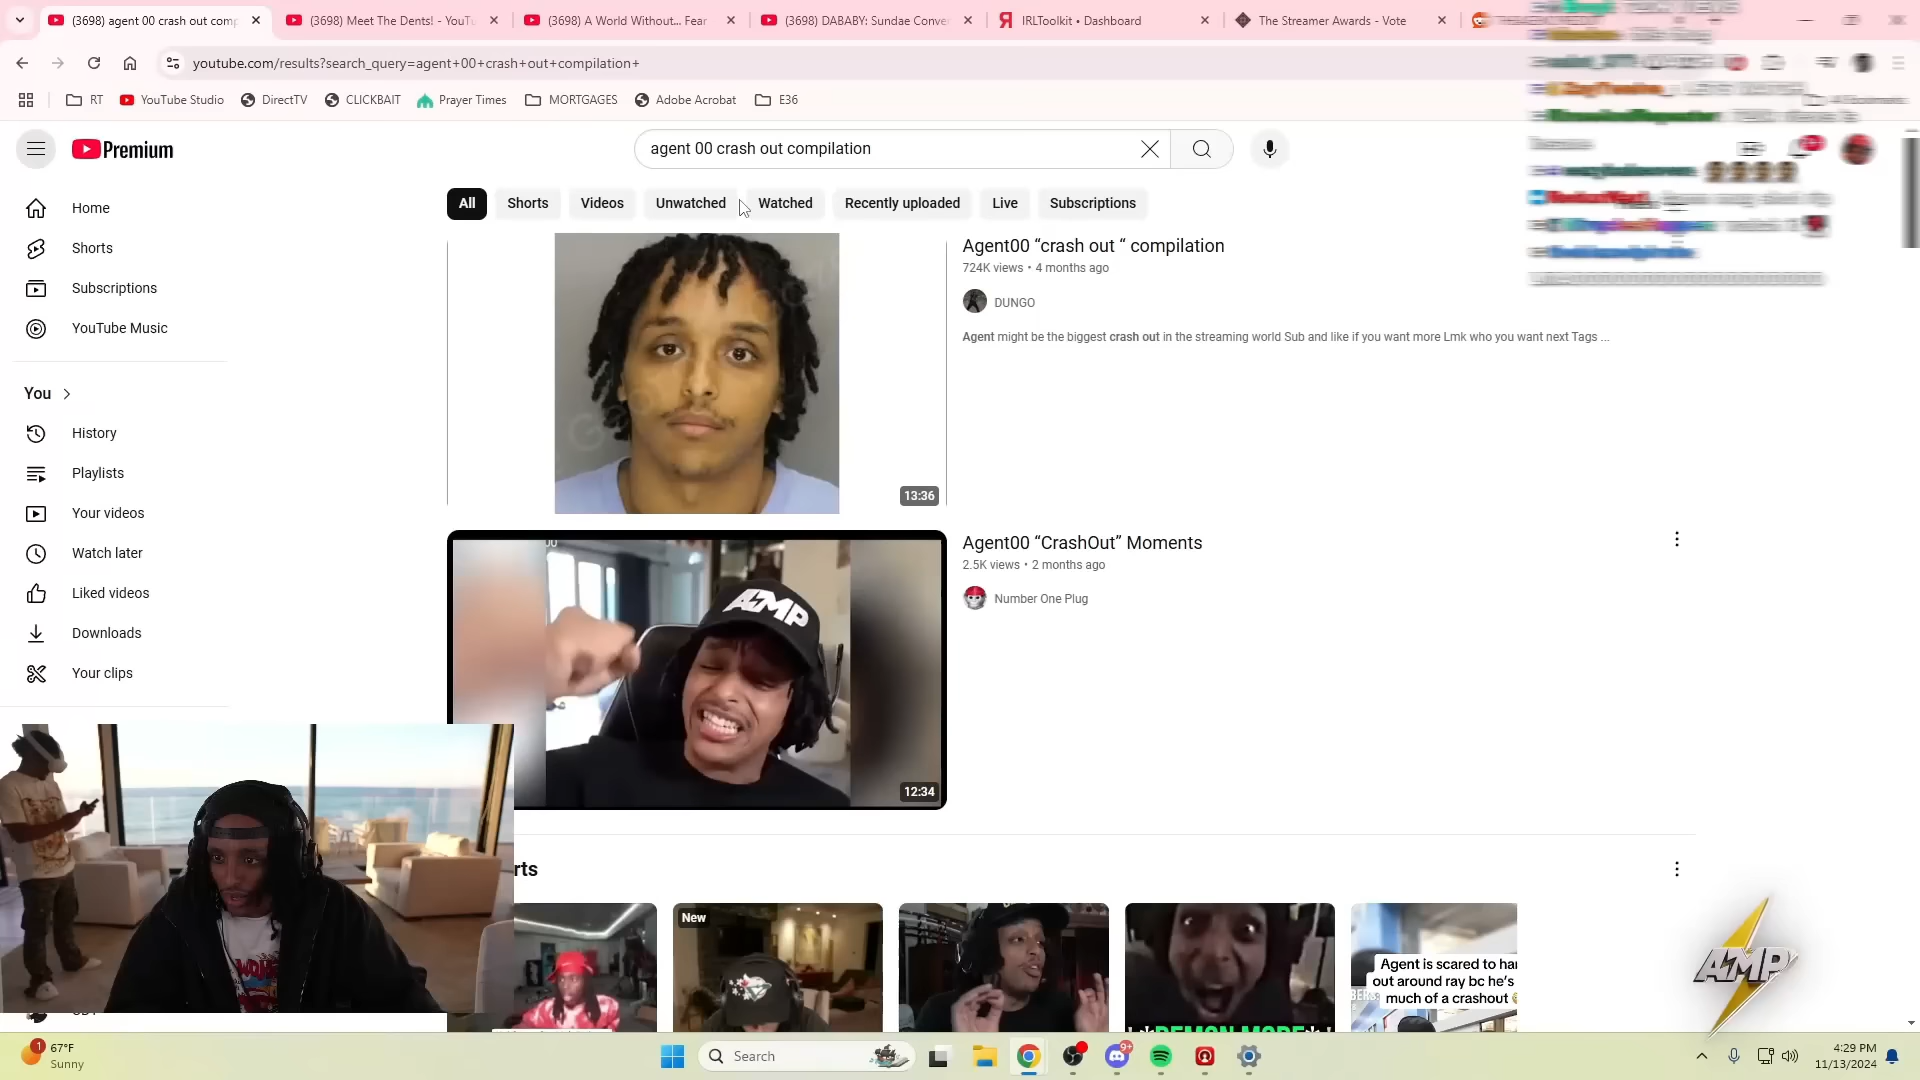 (3698) agent 00 crash out comp
(3698) Meet The Dents! - YouTu
(3698) A World Without... Fear
(3698) DABABY: Sundae Conve
IRLToolkit • Dashboard
The Streamer Awards - Vote
youtube.com/results?search_query=agent+00+crash+out+compilation+
RT
YouTube Studio
DirectTV
CLICKBAIT
Prayer Times
MORTGAGES
Adobe Acrobat
E36
Premium
agent 00 crash out compilation
All
Shorts
Videos
Unwatched
Watched
Recently uploaded
Live
Subscriptions
Home
Shorts
Subscriptions
YouTube Music
You
History
Playlists
Your videos
Watch later
Liked videos
Downloads
Your clips
Agent00 “crash out “ compilation
724K views • 4 months ago
DUNGO
Agent might be the biggest crash out in the streaming world Sub and like if you want more Lmk who you want next Tags ...
13:36
Agent00 “CrashOut” Moments
2.5K views • 2 months ago
Number One Plug
AMP
12:34
rts
New
!*DEMON MODE*!
Agent is scared to han
out around ray bc he's
much of a crashout
AMP
1
67°F
Sunny
Search
9+
4:29 PM
11/13/2024